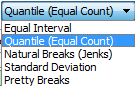 Quantile (Equal Count)
Equal Interval
Quantile (Equal Count)
Natural Breaks (Jenks)
Standard Deviation
Pretty Breaks